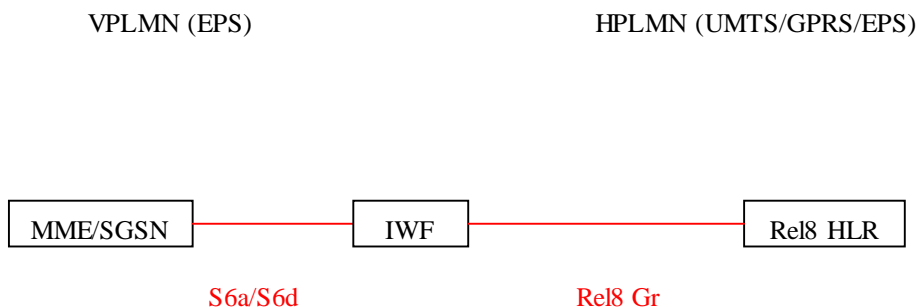 VPLMN (EPS) HPLMN (UMTS/GPRS/EPS)
MME/SGSN IWF Rel8 HLR
S6a/S6d Rel8 Gr